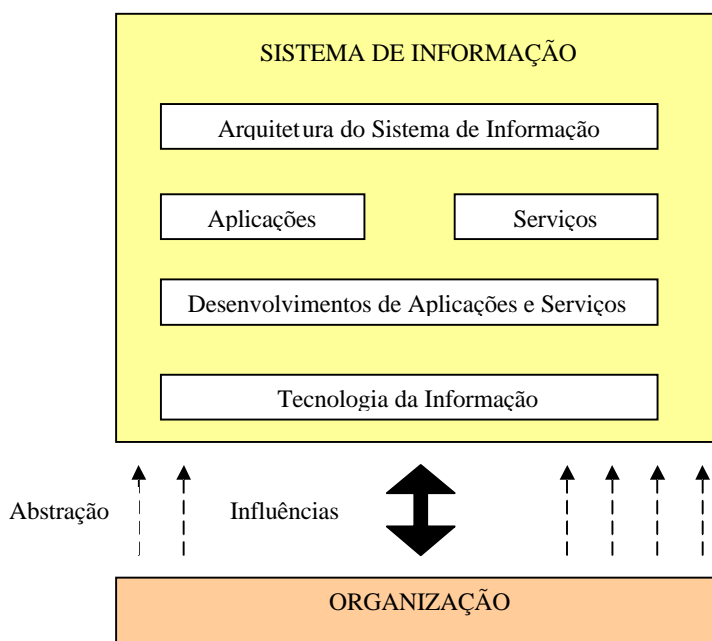 SISTEMA DE INFORMAÇÃO
Arquitetura do Sistema de Informação
Aplicações
Serviços
Desenvolvimentos de Aplicações e Serviços
Tecnologia da Informação
Abstração
Influências
ORGANIZAÇÃO